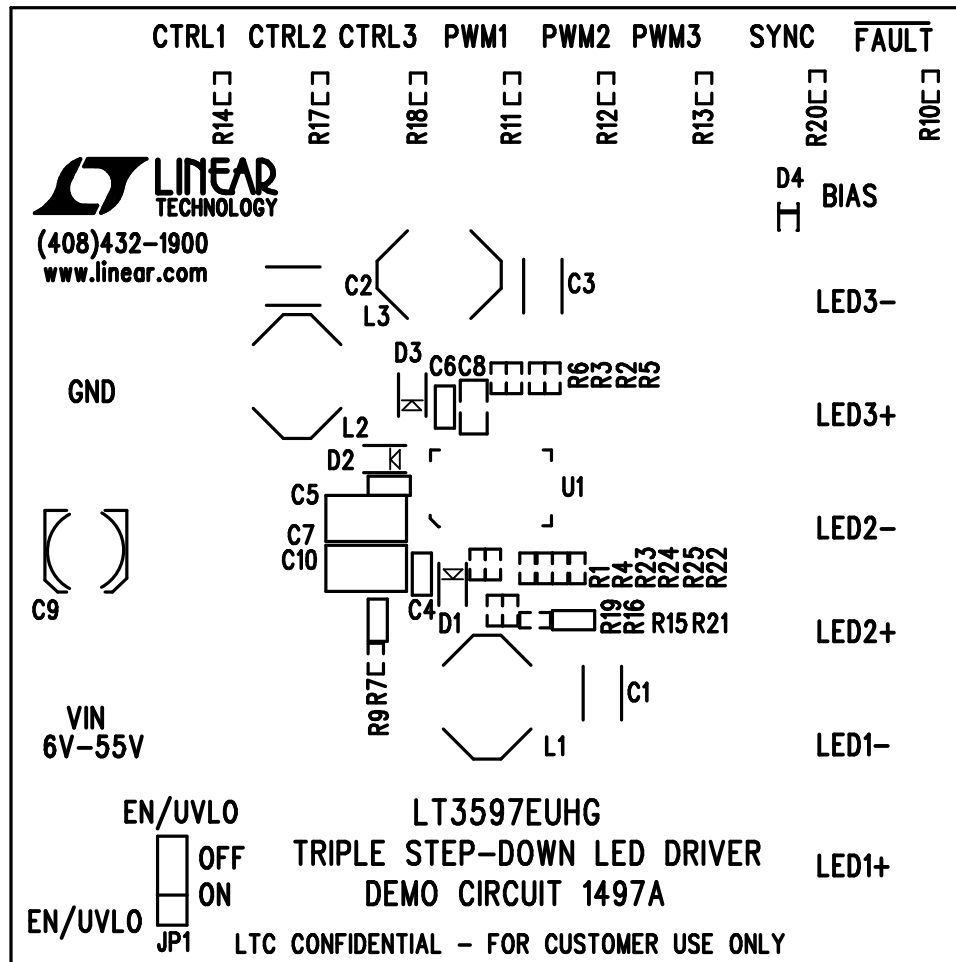 CTRL1 CTRL2 CTRL3 PWM1 PWM2 PWM3 SYNC FAULT
R14 R17 R18 R11 R12 R13 R20 R10
LINEAR
TECHNOLOGY
(408)432-1900
www.linear.com
D4
BIAS
C2
L3
C3
LED3-
GND
D3
C6 C8
R6 R3 R2 R5
LED3+
L2
D2
U1
C5
C7
C10
LED2-
C9
C4
D1
R1 R4 R23 R24 R25 R22
R19 R16 R15 R21
LED2+
R9 R7
C1
VIN
6V-55V
L1
LED1-
EN/UVLO
OFF
ON
EN/UVLO
JP1
LT3597EUHG
TRIPLE STEP-DOWN LED DRIVER
DEMO CIRCUIT 1497A
LED1+
LTC CONFIDENTIAL - FOR CUSTOMER USE ONLY